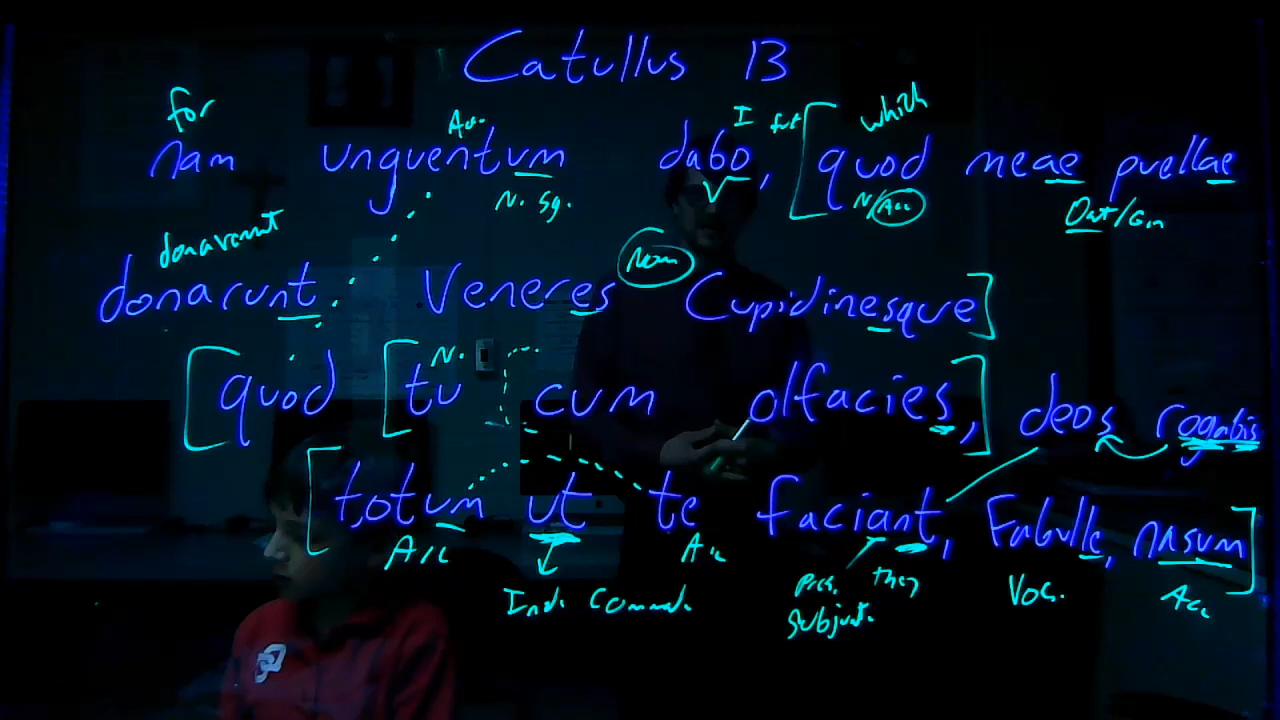 Catullus 13
for Acc. I fut which
nam unguentum dabo, [quod meae puellae
N. Sg. V N/Acc Dat/Gen
donaverunt Nom
donarunt Veneres Cupidinesque]
N.
[quod [tu cum olfacies,] deos rogabis
[totum ut te faciant, Fabulle, nasum]
Acc Acc Pres. they Voc. Acc
Ind. Command. Subjunct.